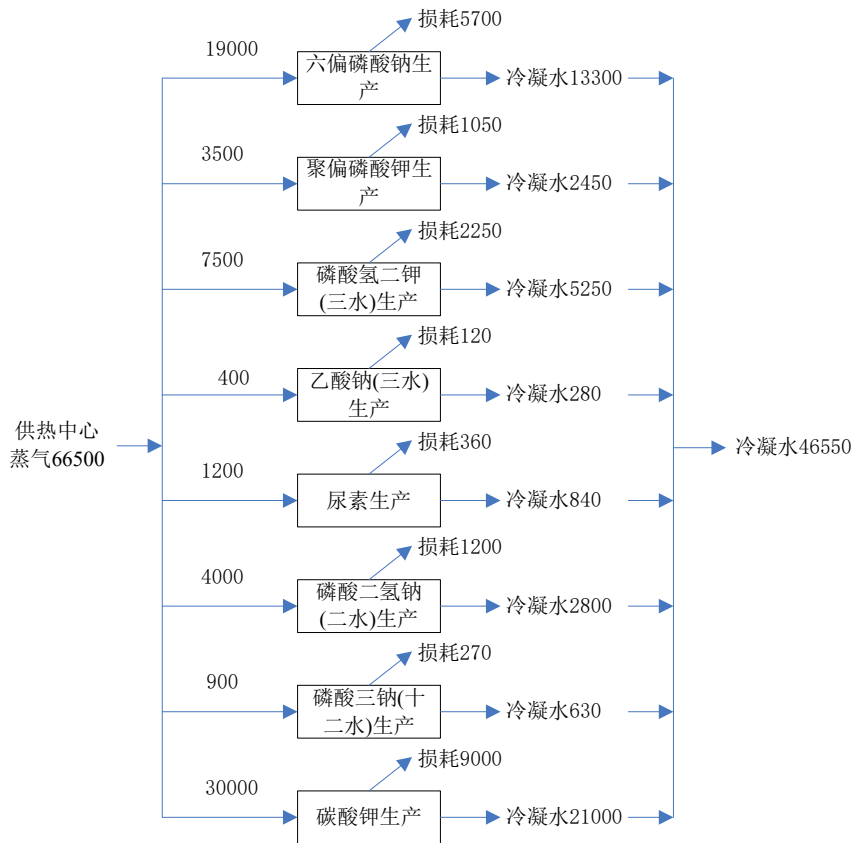 损耗5700
19000
六偏磷酸钠生
产
冷凝水13300
损耗1050
3500
聚偏磷酸钾生
产
冷凝水2450
损耗2250
7500
磷酸氢二钾
(三水)生产
冷凝水5250
损耗120
400
乙酸钠(三水)
生产
冷凝水280
供热中心
蒸气66500
冷凝水46550
损耗360
1200
尿素生产
冷凝水840
损耗1200
4000
磷酸二氢钠
(二水)生产
冷凝水2800
损耗270
900
磷酸三钠(十
二水)生产
冷凝水630
损耗9000
30000
碳酸钾生产
冷凝水21000